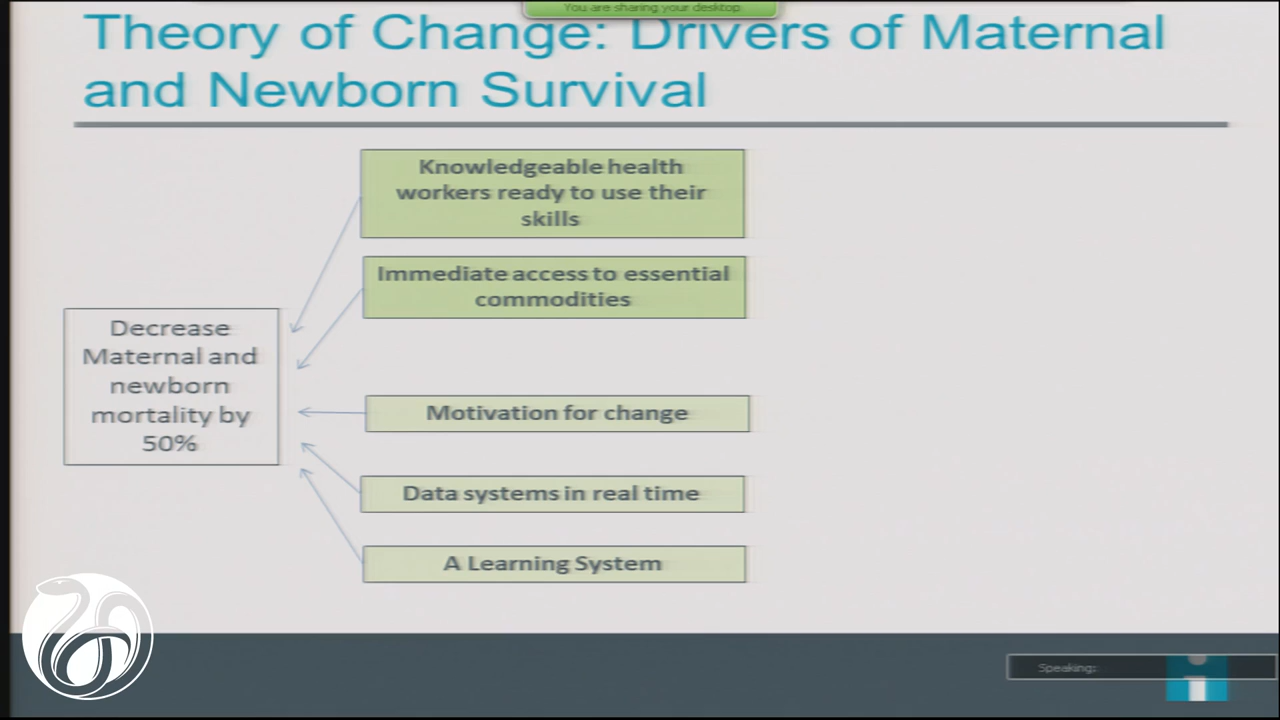 You are sharing your desktop
Theory of Change: Drivers of Maternal
and Newborn Survival
Knowledgeable health
workers ready to use their
skills
Immediate access to essential
commodities
Decrease
Maternal and
newborn
mortality by
50%
Motivation for change
Data systems in real time
A Learning System
Speaking: